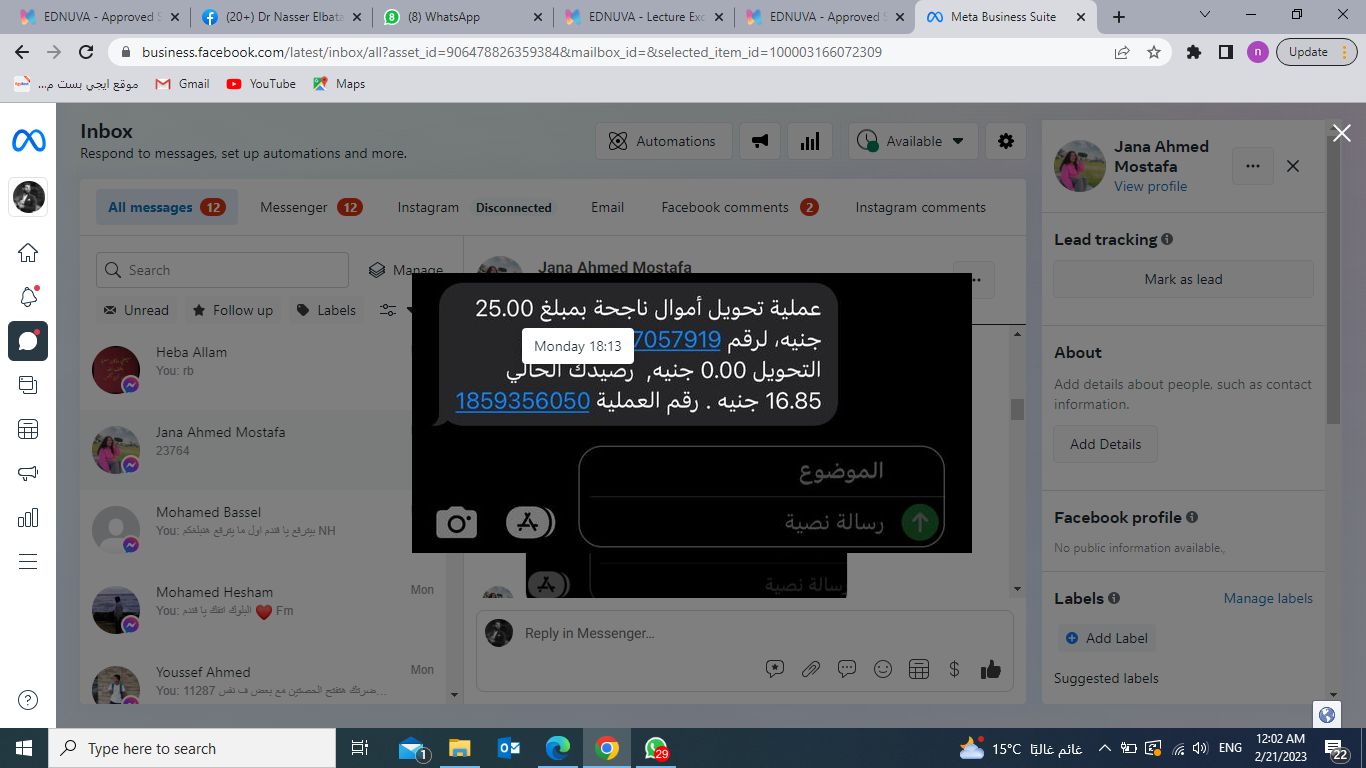 EDNUVA - Approved S
(20+) Dr Nasser Elbata
(8) WhatsApp
EDNUVA - Lecture Exc
EDNUVA - Approved S
Meta Business Suite
business.facebook.com/latest/inbox/all?asset_id=906478826359384&mailbox_id=&selected_item_id=100003166072309
n
Update
موقع ايجي بست م...
Gmail
YouTube
Maps
Inbox
Respond to messages, set up automations and more.
Automations
Available
All messages 12
Messenger 12
Instagram Disconnected
Email
Facebook comments 2
Instagram comments
Search
Manage
Unread
Follow up
Labels
Heba Allam
You: rb
Jana Ahmed Mostafa
23764
Mohamed Bassel
You: بيترفع يا فندم اول ما يترفع هنبلغكم NH
Mohamed Hesham
Mon
You: البلوك اتفك يا فندم ❤️ Fm
Youssef Ahmed
Mon
You: 11287 ضرتك هتفتح الحصتين مع بعض ف نفس...
Jana Ahmed Mostafa
عملية تحويل أموال ناجحة بمبلغ 25.00
جنيه، لرقم 7057919
Monday 18:13
التحويل 0.00 جنيه, رصيدك الحالي
16.85 جنيه . رقم العملية 1859356050
الموضوع
رسالة نصية
رسالة نصية
Reply in Messenger...
Jana Ahmed
Mostafa
View profile
Lead tracking
Mark as lead
About
Add details about people, such as contact
information.
Add Details
Facebook profile
No public information available.,
Labels
Manage labels
Add Label
Suggested labels
Type here to search
1
29
15°C غائم غالبًا
ENG
12:02 AM
2/21/2023
22